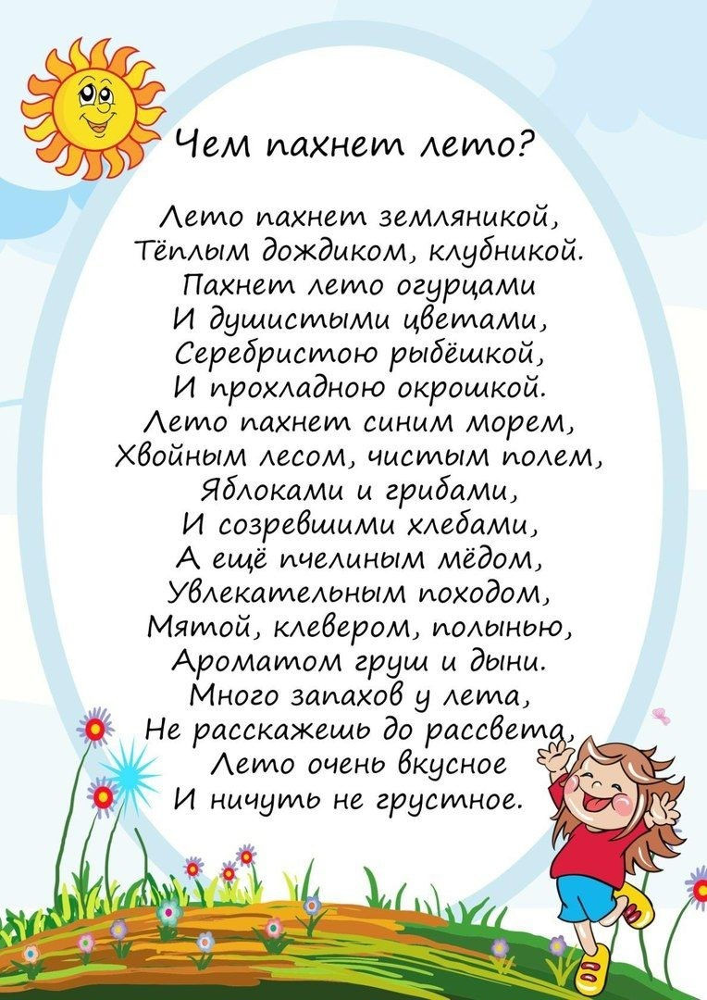 Чем пахнет лето?
Лето пахнет земляникой,
Тёплым дождиком, клубникой.
Пахнет лето огурцами
И душистыми цветами,
Серебристою рыбёшкой,
И прохладною окрошкой.
Лето пахнет синим морем,
Хвойным лесом, чистым полем,
Яблоками и грибами,
И созревшими хлебами,
А ещё пчелиным мёдом,
Увлекательным походом,
Мятой, клевером, полынью,
Ароматом груш и дыни.
Много запахов у лета,
Не расскажешь до рассвета,
Лето очень вкусное
И ничуть не грустное.